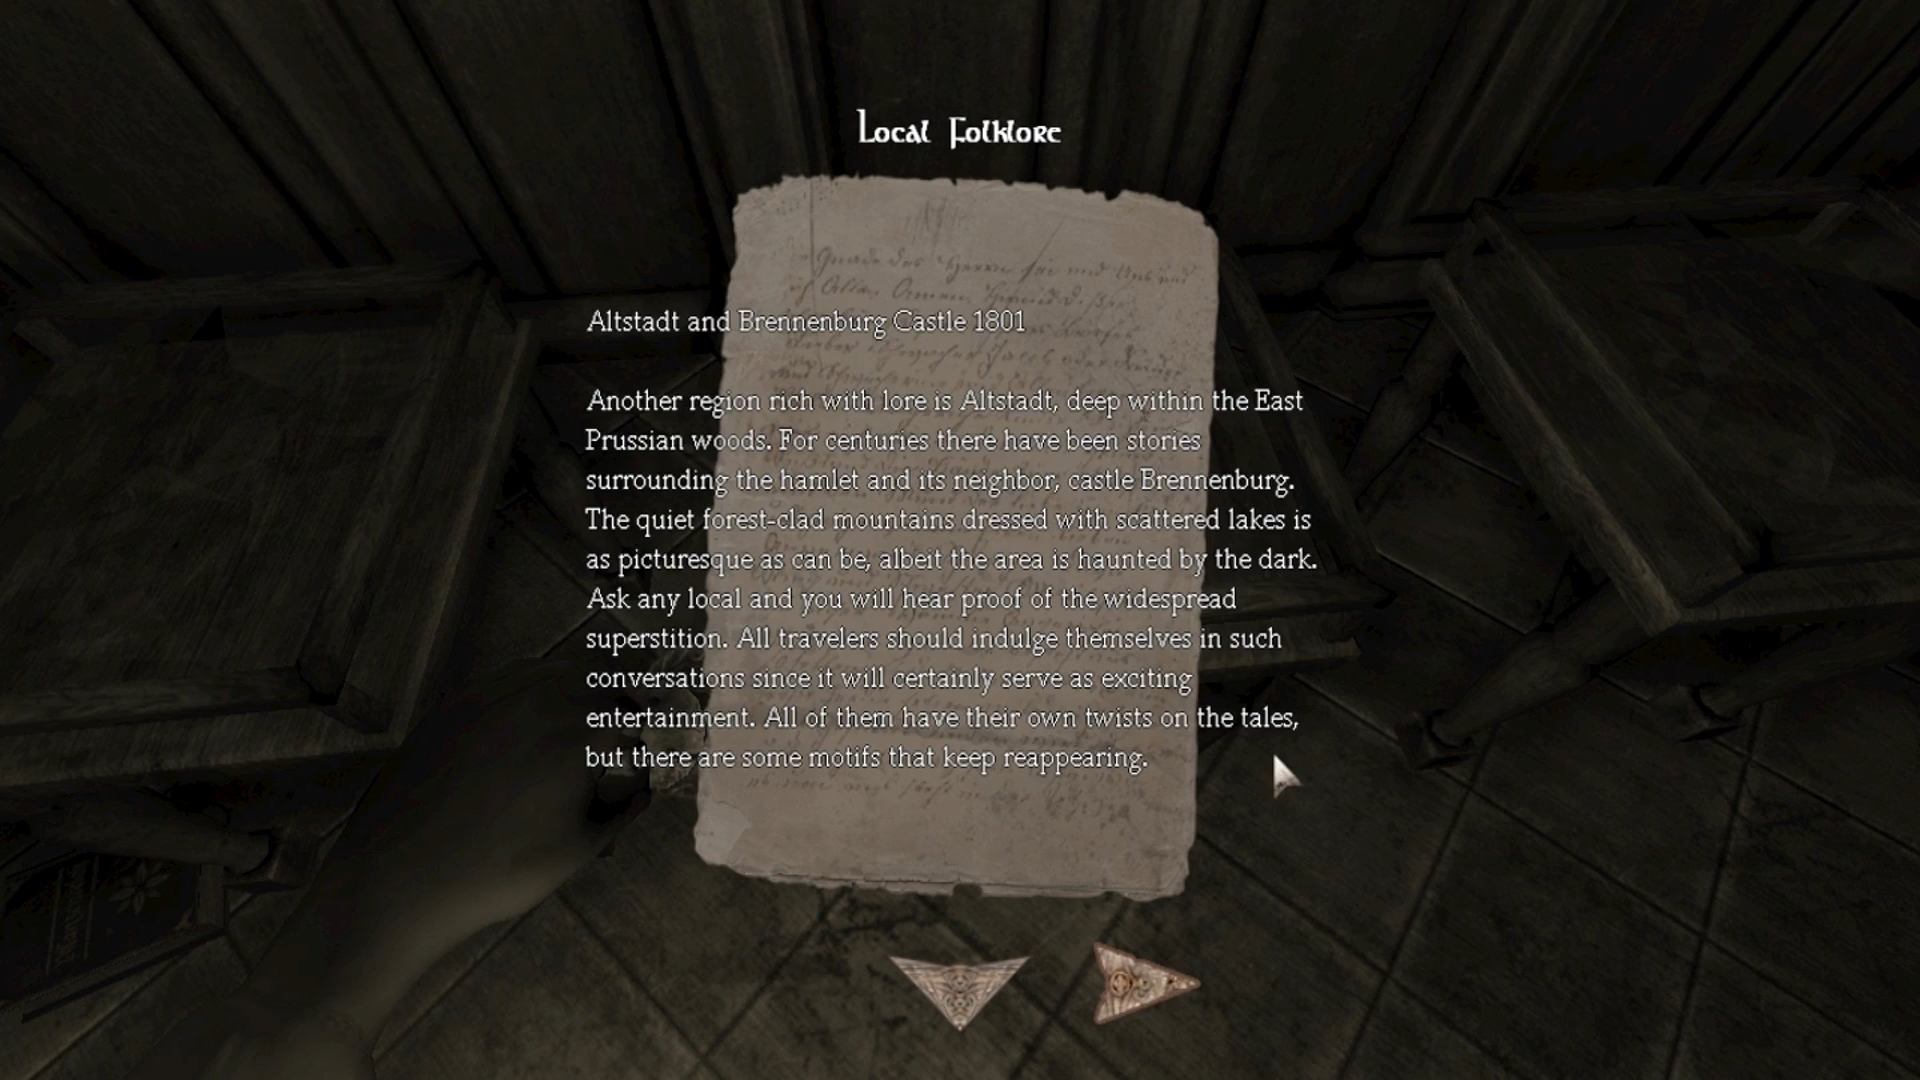 Local Folklore
Altstadt and Brennenburg Castle 1801
Another region rich with lore is Altstadt, deep within the East
Prussian woods. For centuries there have been stories
surrounding the hamlet and its neighbor, castle Brennenburg.
The quiet forest-clad mountains dressed with scattered lakes is
as picturesque as can be, albeit the area is haunted by the dark.
Ask any local and you will hear proof of the widespread
superstition. All travelers should indulge themselves in such
conversations since it will certainly serve as exciting
entertainment. All of them have their own twists on the tales,
but there are some motifs that keep reappearing.